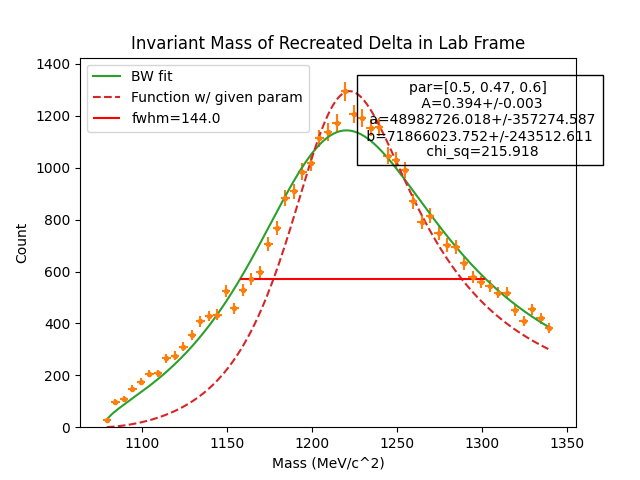 Invariant Mass of Recreated Delta in Lab Frame
1400
1200
1000
800
600
400
200
0
Count
BW fit
Function w/ given param
fwhm=144.0
par=[0.5, 0.47, 0.6]
A=0.394+/-0.003
a=48982726.018+/-357274.587
b=71866023.752+/-243512.611
chi_sq=215.918
1100
1150
1200
1250
1300
1350
Mass (MeV/c^2)